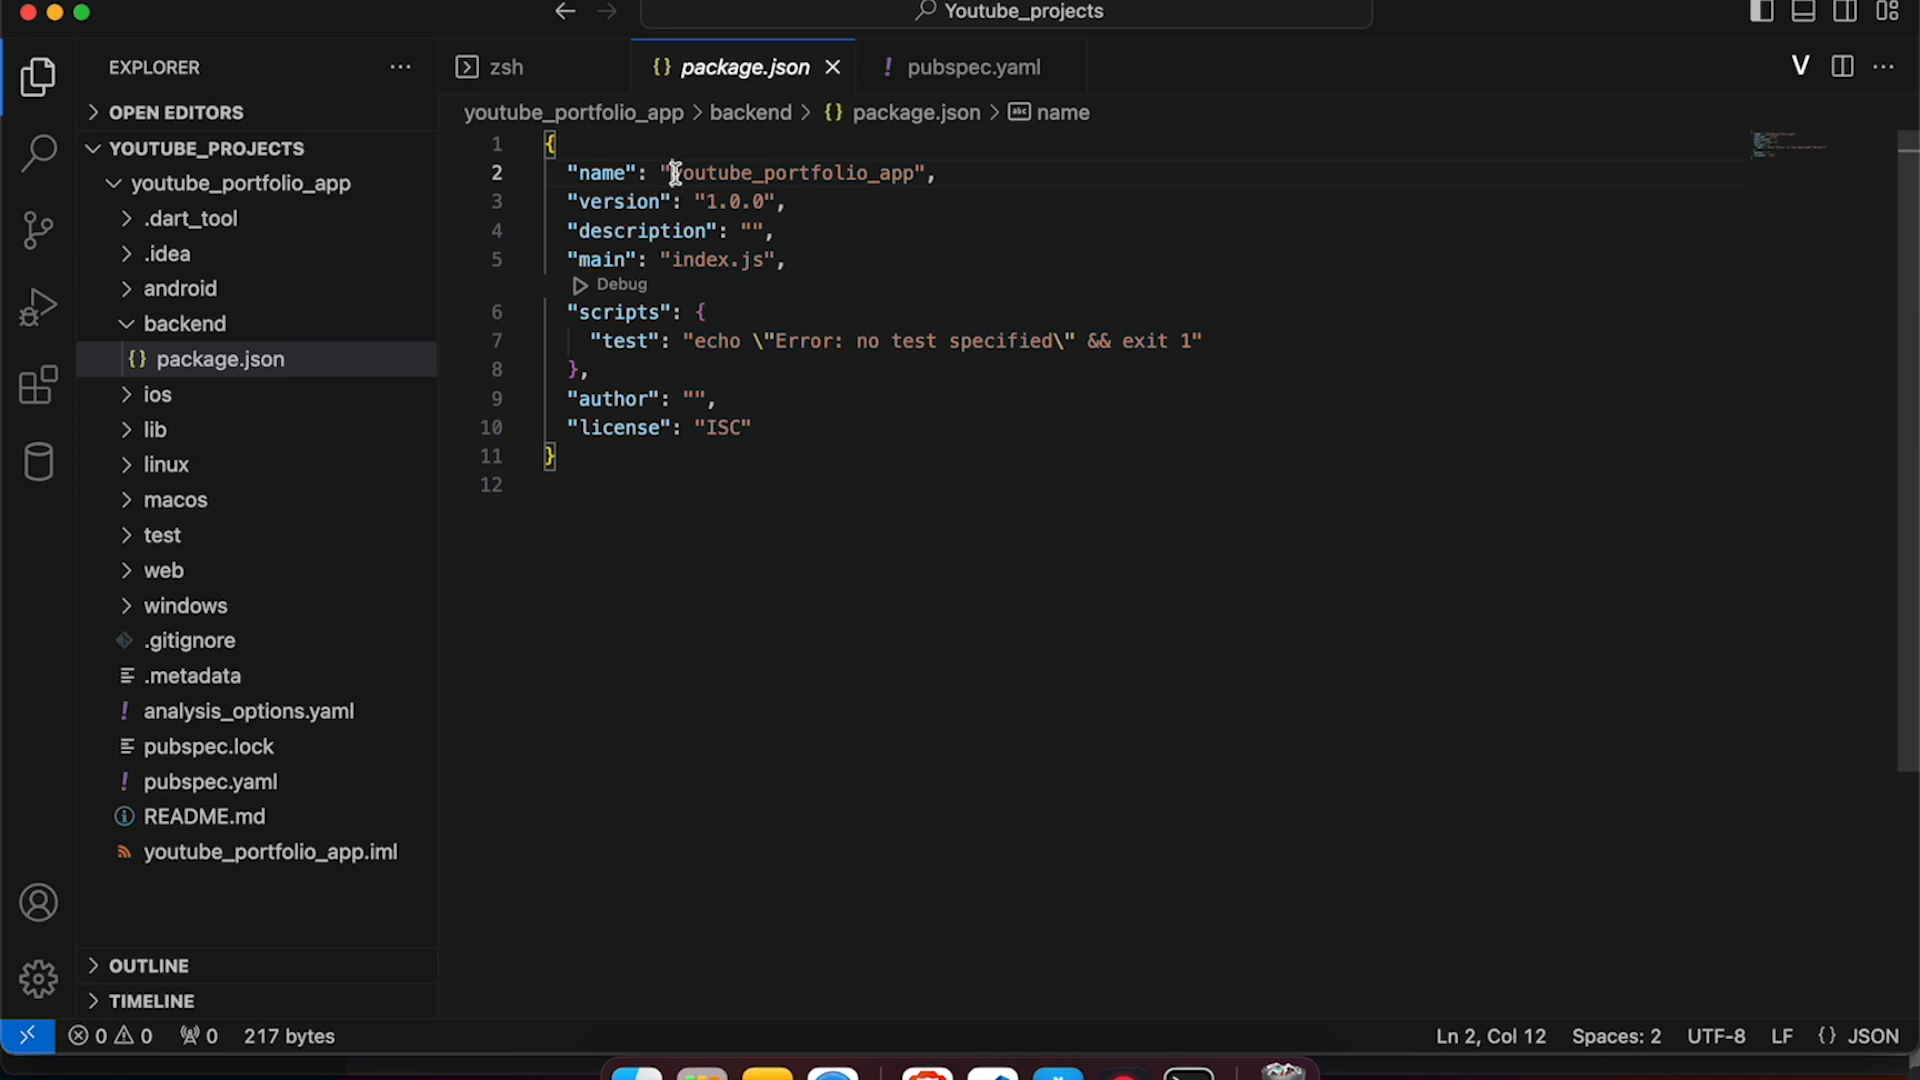 Youtube_projects
EXPLORER
zsh
{} package.json
! pubspec.yaml
V
OPEN EDITORS
youtube_portfolio_app > backend > {} package.json > abc name
YOUTUBE_PROJECTS
youtube_portfolio_app
.dart_tool
.idea
android
backend
{} package.json
ios
lib
linux
macos
test
web
windows
.gitignore
.metadata
! analysis_options.yaml
pubspec.lock
! pubspec.yaml
README.md
youtube_portfolio_app.iml
OUTLINE
TIMELINE
1 {
2 "name": "youtube_portfolio_app",
3 "version": "1.0.0",
4 "description": "",
5 "main": "index.js",
Debug
6 "scripts": {
7 "test": "echo \"Error: no test specified\" && exit 1"
8 },
9 "author": "",
10 "license": "ISC"
11 }
12
0 0 0 217 bytes
Ln 2, Col 12 Spaces: 2 UTF-8 LF {} JSON